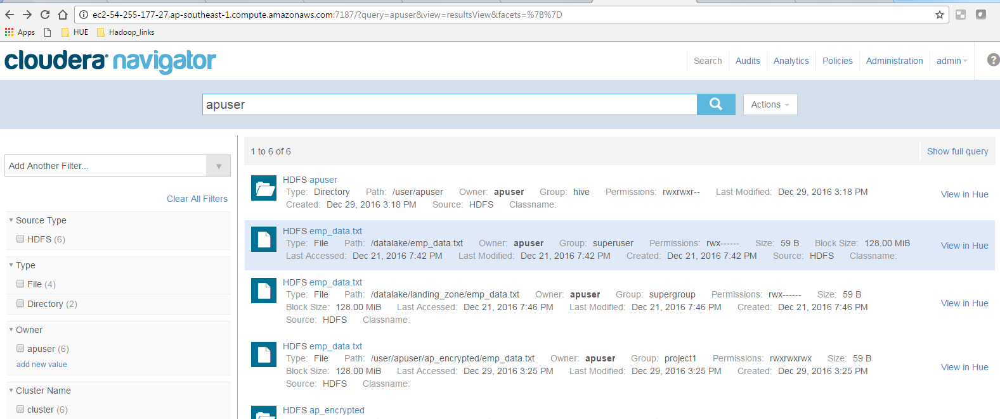 ec2-54-255-177-27.ap-southeast-1.compute.amazonaws.com:7187/?query=apuser&view=resultsView&facets=%7B%7D
Apps HUE Hadoop_links
cloudera navigator
Search Audits Analytics Policies Administration admin ?
apuser Actions
Add Another Filter...
Clear All Filters
Source Type
HDFS (6)
Type
File (4)
Directory (2)
Owner
apuser (6)
add new value
Cluster Name
cluster (6)
1 to 6 of 6 Show full query
HDFS apuser
Type: Directory Path: /user/apuser Owner: apuser Group: hive Permissions: rwxrwxr-- Last Modified: Dec 29, 2016 3:18 PM
Created: Dec 29, 2016 3:18 PM Source: HDFS Classname:
View in Hue
HDFS emp_data.txt
Type: File Path: /datalake/emp_data.txt Owner: apuser Group: superuser Permissions: rwx------ Size: 59 B Block Size: 128.00 MiB
Last Accessed: Dec 21, 2016 7:42 PM Last Modified: Dec 21, 2016 7:42 PM Created: Dec 21, 2016 7:42 PM Source: HDFS Classname:
View in Hue
HDFS emp_data.txt
Type: File Path: /datalake/landing_zone/emp_data.txt Owner: apuser Group: supergroup Permissions: rwx------ Size: 59 B
Block Size: 128.00 MiB Last Accessed: Dec 21, 2016 7:46 PM Last Modified: Dec 21, 2016 7:46 PM Created: Dec 21, 2016 7:46 PM
Source: HDFS Classname:
View in Hue
HDFS emp_data.txt
Type: File Path: /user/apuser/ap_encrypted/emp_data.txt Owner: apuser Group: project1 Permissions: rwxrwxrwx Size: 59 B
Block Size: 128.00 MiB Last Accessed: Dec 29, 2016 3:25 PM Last Modified: Dec 29, 2016 3:25 PM Created: Dec 29, 2016 3:25 PM
Source: HDFS Classname:
View in Hue
HDFS ap_encrypted